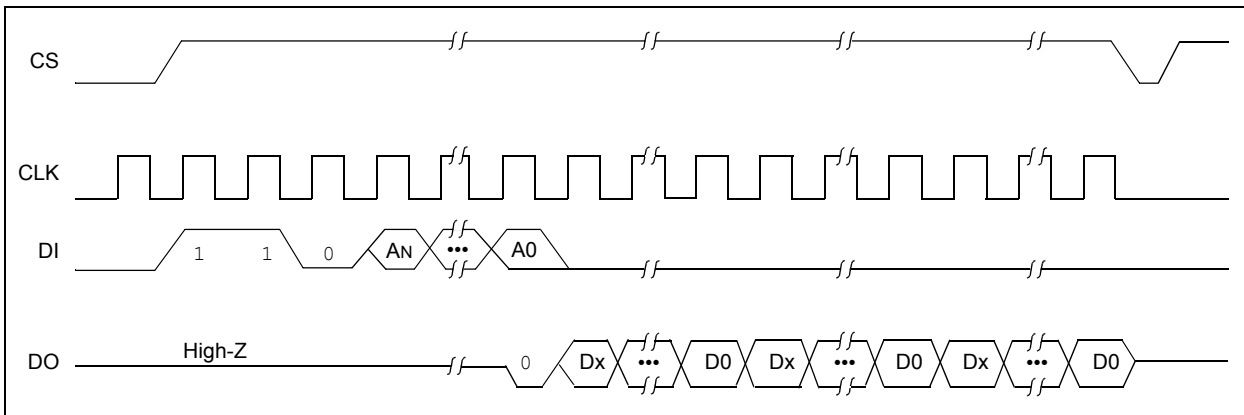 CS
CLK
DI 1 1 0 AN ••• A0
High-Z
DO 0 Dx ••• D0 Dx ••• D0 Dx ••• D0